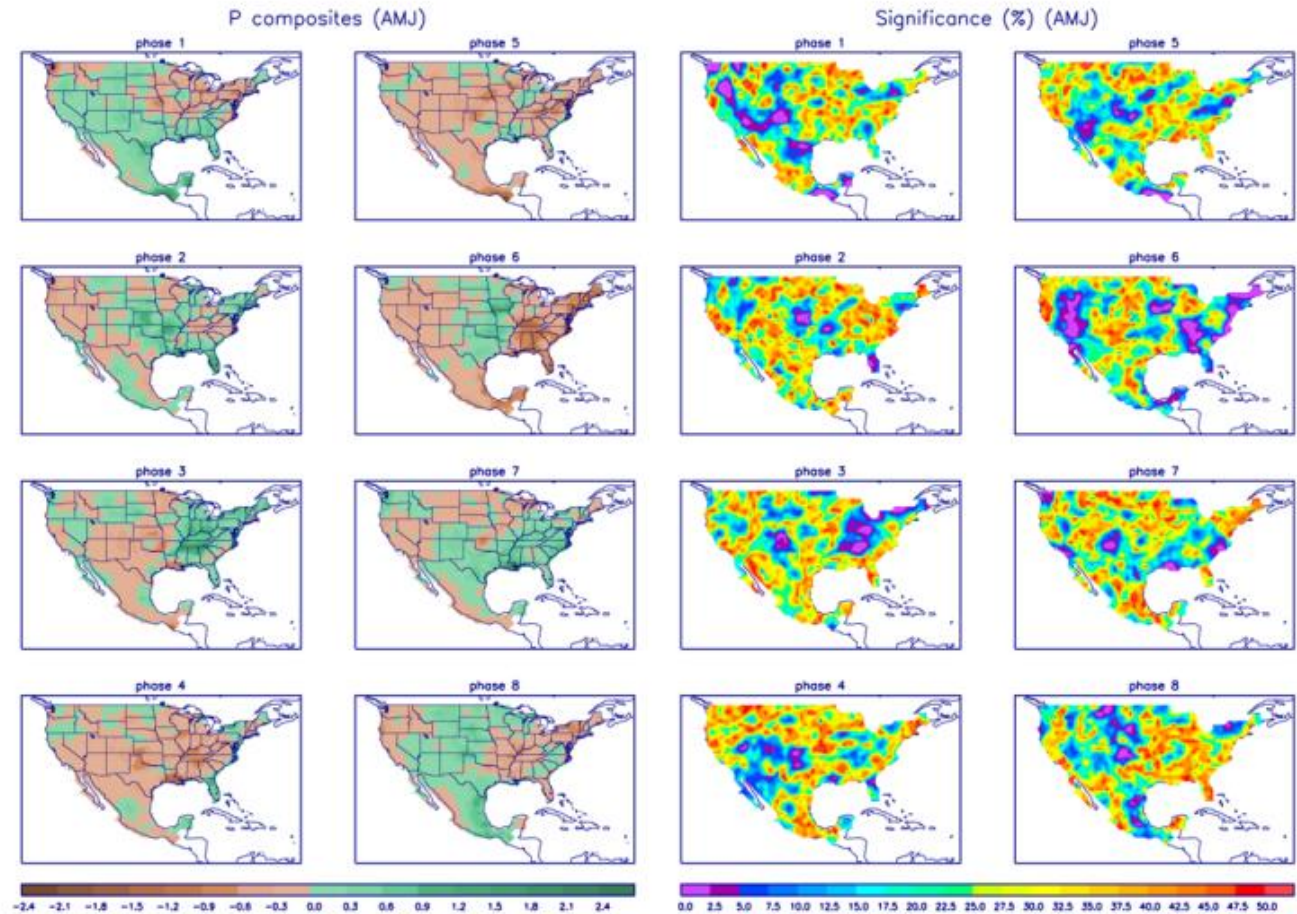 P composites (AMJ)
Significance (%) (AMJ)
phase 1
phase 5
phase 1
phase 5
phase 2
phase 6
phase 2
phase 6
phase 3
phase 7
phase 3
phase 7
phase 4
phase 8
phase 4
phase 8
-2.4 -2.1 -1.8 -1.5 -1.2 -0.9 -0.6 -0.3 0.0 0.3 0.6 0.9 1.2 1.5 1.8 2.1 2.4
0.0 2.5 5.0 7.5 10.0 12.5 15.0 17.5 20.0 22.5 25.0 27.5 30.0 32.5 35.0 37.5 40.0 42.5 45.0 47.5 50.0